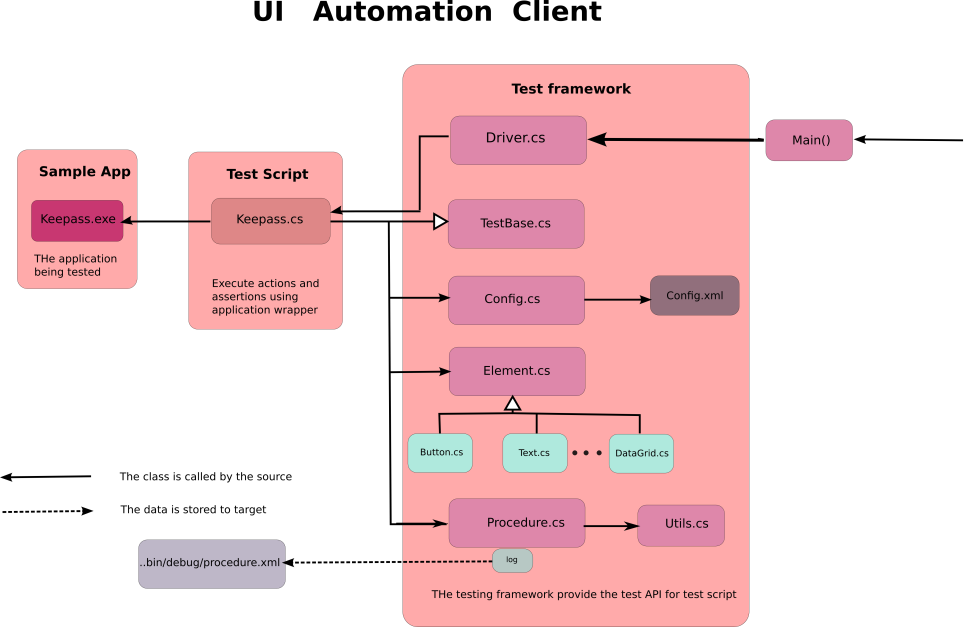 UI Automation Client
Test framework
Driver.cs
Main()
Sample App
Keepass.exe
THe application
being tested
Test Script
Keepass.cs
Execute actions and
assertions using
application wrapper
TestBase.cs
Config.cs
Config.xml
Element.cs
Button.cs
Text.cs
DataGrid.cs
Procedure.cs
Utils.cs
log
THe testing framework provide the test API for test script
The class is called by the source
The data is stored to target
..bin/debug/procedure.xml